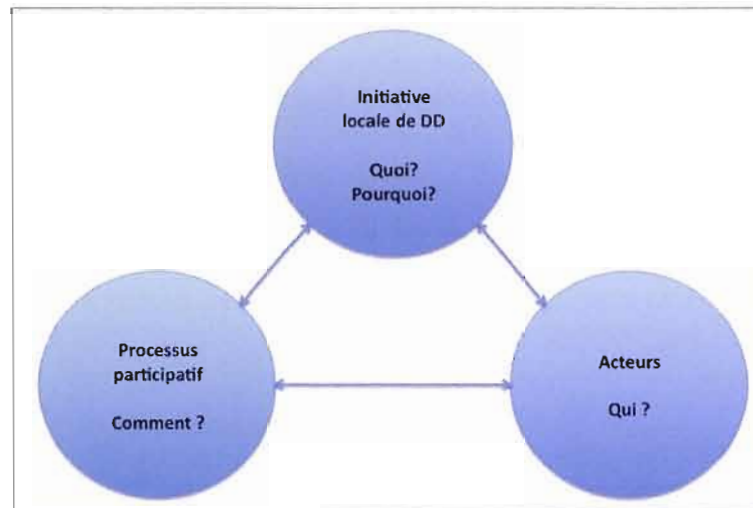 Initiative
locale de DD
Quoi?
Pourquoi?
Processus
participatif
Comment ?
Acteurs
Qui ?